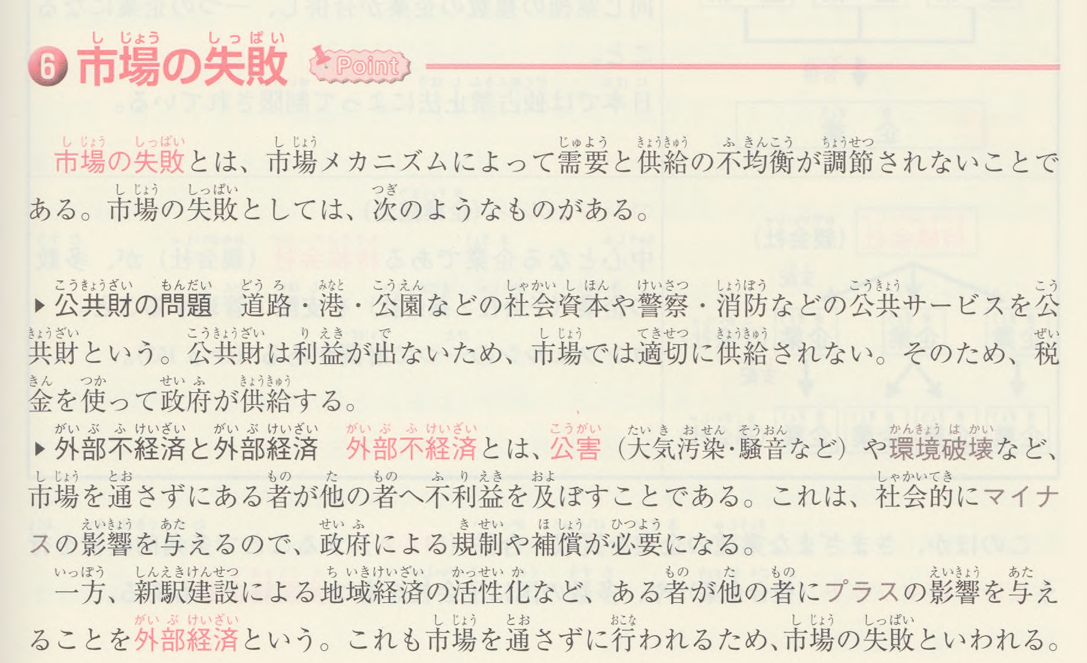 6 市場の失敗 Point
市場の失敗とは、市場メカニズムによって需要と供給の不均衡が調節されないことで
ある。市場の失敗としては、次のようなものがある。
▶公共財の問題　道路・港・公園などの社会資本や警察・消防などの公共サービスを公
共財という。公共財は利益が出ないため、市場では適切に供給されない。そのため、税
金を使って政府が供給する。
▶外部不経済と外部経済　外部不経済とは、公害（大気汚染・騒音など）や環境破壊など、
市場を通さずにある者が他の者へ不利益を及ぼすことである。これは、社会的にマイナ
スの影響を与えるので、政府による規制や補償が必要になる。
一方、新駅建設による地域経済の活性化など、ある者が他の者にプラスの影響を与え
ることを外部経済という。これも市場を通さずに行われるため、市場の失敗といわれる。